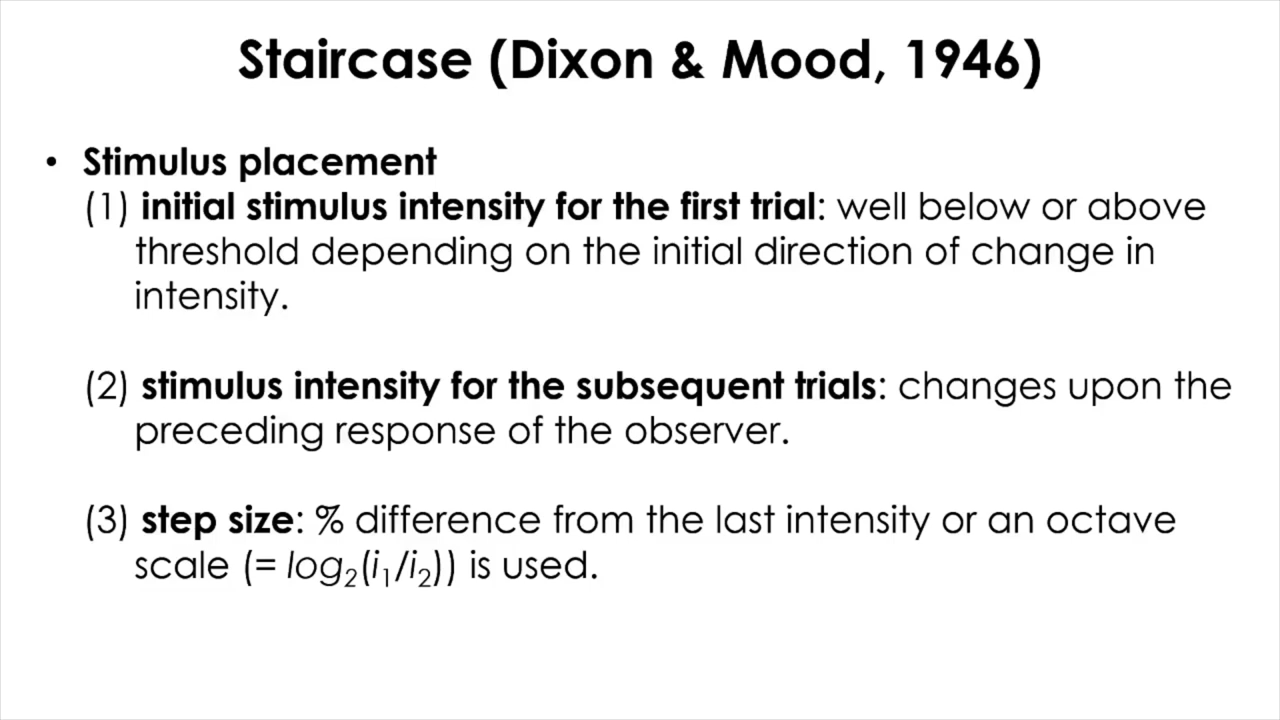 Staircase (Dixon & Mood, 1946)
• Stimulus placement
(1) initial stimulus intensity for the first trial: well below or above
threshold depending on the initial direction of change in
intensity.
(2) stimulus intensity for the subsequent trials: changes upon the
preceding response of the observer.
(3) step size: % difference from the last intensity or an octave
scale (= log₂(i₁/i₂)) is used.